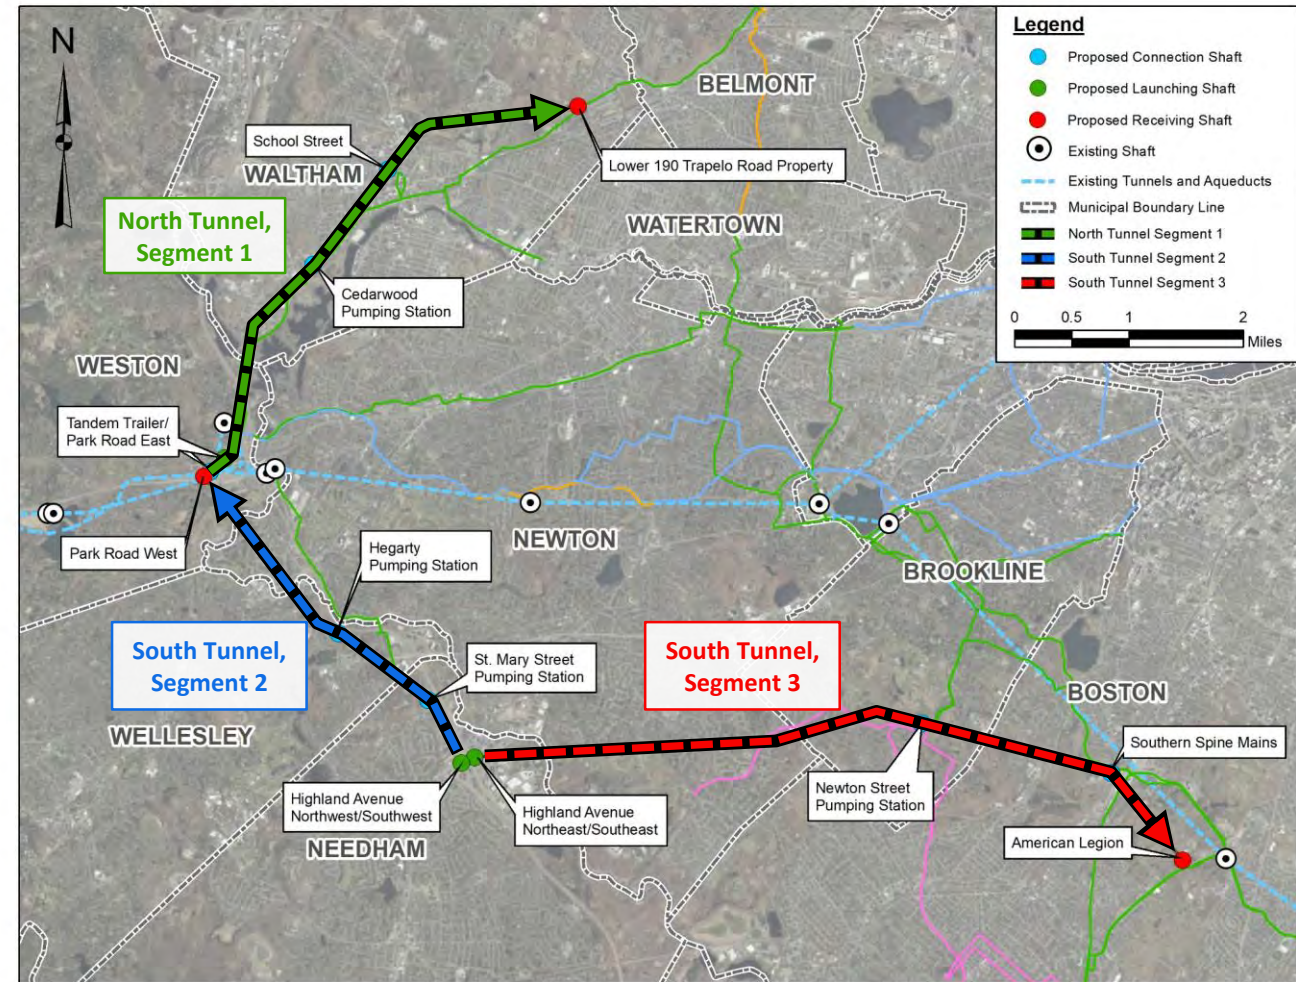 N
BELMONT
School Street
WALTHAM
Lower 190 Trapelo Road Property
North Tunnel,
Segment 1
WATERTOWN
Cedarwood
Pumping Station
WESTON
Tandem Trailer/
Park Road East
Park Road West
Hegarty
Pumping Station
NEWTON
BROOKLINE
South Tunnel,
Segment 2
St. Mary Street
Pumping Station
South Tunnel,
Segment 3
BOSTON
WELLESLEY
Southern Spine Mains
Highland Avenue
Northwest/Southwest
Highland Avenue
Northeast/Southeast
Newton Street
Pumping Station
NEEDHAM
American Legion
Legend
Proposed Connection Shaft
Proposed Launching Shaft
Proposed Receiving Shaft
Existing Shaft
Existing Tunnels and Aqueducts
Municipal Boundary Line
North Tunnel Segment 1
South Tunnel Segment 2
South Tunnel Segment 3
0 0.5 1 2
Miles